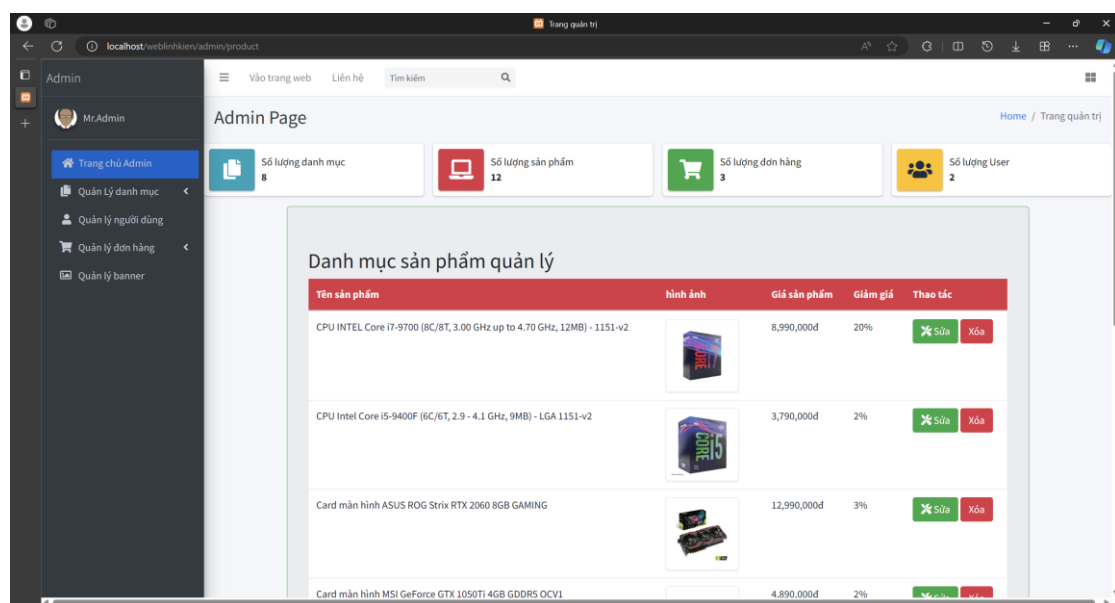 Trang quản trị
localhost/weblinhkien/admin/product
Admin
Vào trang web Liên hệ Tìm kiếm
Mr.Admin
Admin Page
Home / Trang quản trị
Trang chủ Admin
Quản Lý danh mục
Quản lý người dùng
Quản lý đơn hàng
Quản lý banner
Số lượng danh mục
8
Số lượng sản phẩm
12
Số lượng đơn hàng
3
Số lượng User
2
Danh mục sản phẩm quản lý
Tên sản phẩm hình ảnh Giá sản phẩm Giảm giá Thao tác
CPU INTEL Core i7-9700 (8C/8T, 3.00 GHz up to 4.70 GHz, 12MB) - 1151-v2 8,990,000đ 20% Sửa Xóa
CORE
CPU Intel Core i5-9400F (6C/6T, 2.9 - 4.1 GHz, 9MB) - LGA 1151-v2 3,790,000đ 2% Sửa Xóa
CORE i5
Card màn hình ASUS ROG Strix RTX 2060 8GB GAMING 12,990,000đ 3% Sửa Xóa
Card màn hình MSI GeForce GTX 1050Ti 4GB GDDR5 OCV1 4,890,000đ 2% Sửa Xóa